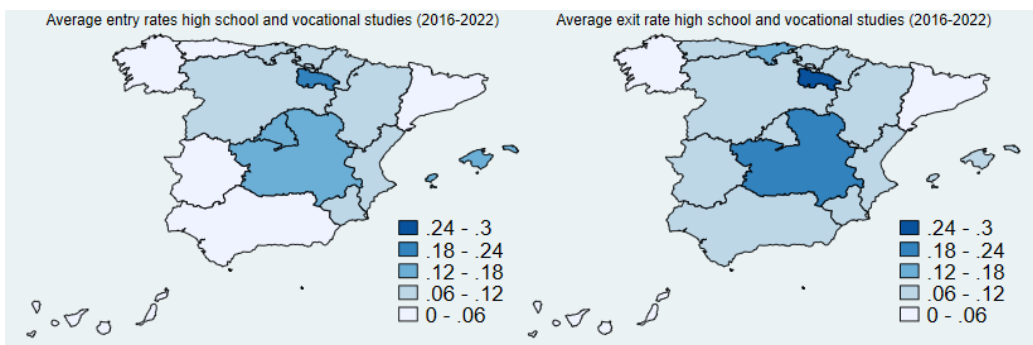 Average entry rates high school and vocational studies (2016-2022)
.24 - .3
.18 - .24
.12 - .18
.06 - .12
0 - .06
Average exit rate high school and vocational studies (2016-2022)
.24 - .3
.18 - .24
.12 - .18
.06 - .12
0 - .06